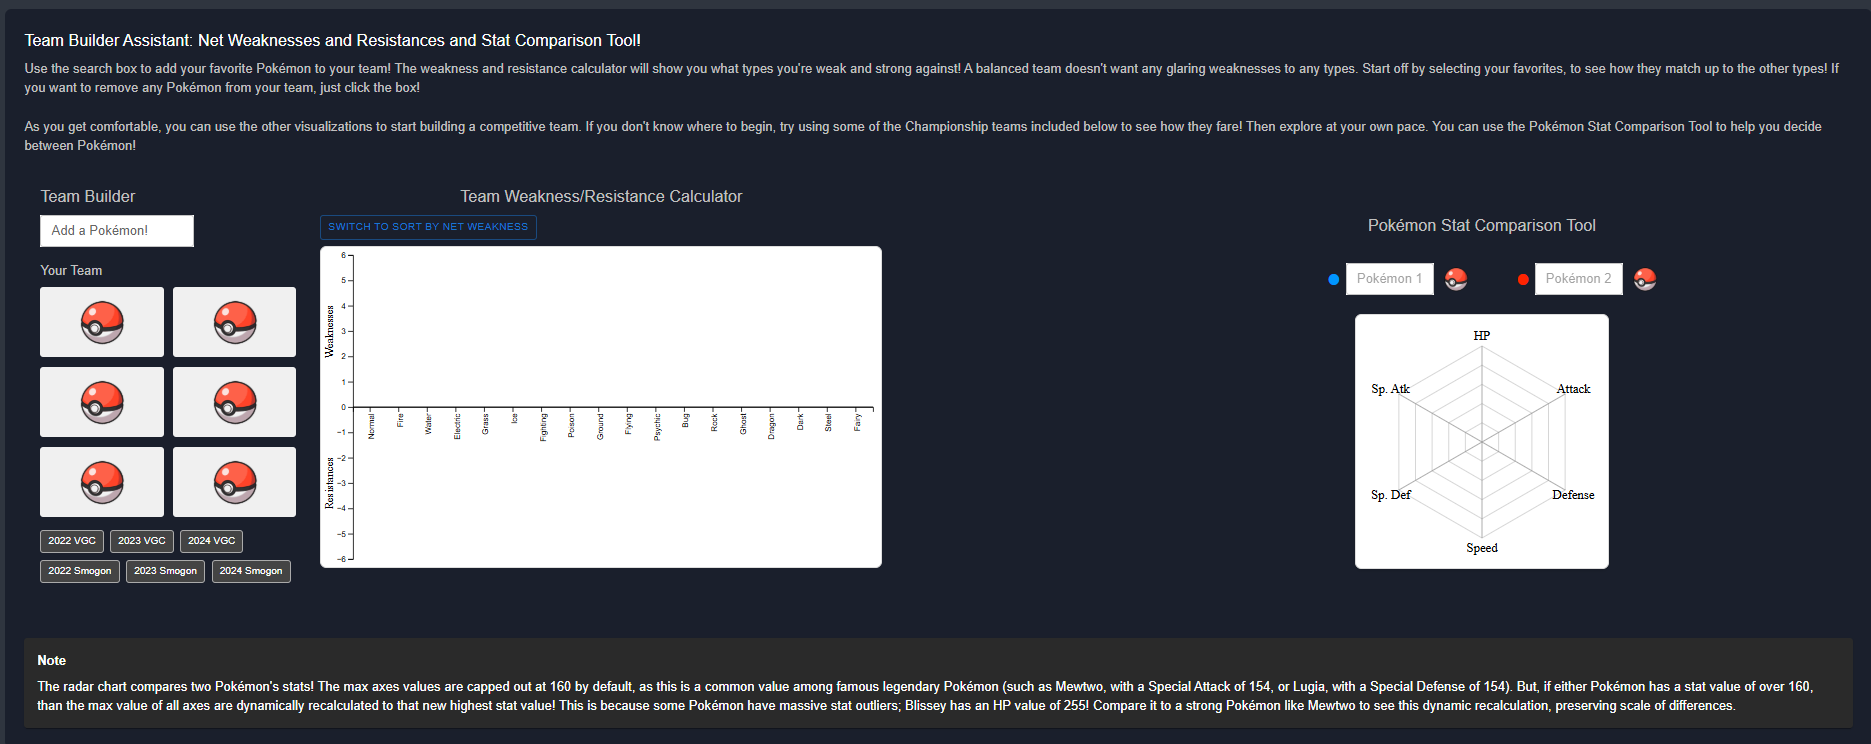 Team Builder Assistant: Net Weaknesses and Resistances and Stat Comparison Tool!
Use the search box to add your favorite Pokémon to your team! The weakness and resistance calculator will show you what types you're weak and strong against! A balanced team doesn't want any glaring weaknesses to any types. Start off by selecting your favorites, to see how they match up to the other types! If
you want to remove any Pokémon from your team, just click the box!
As you get comfortable, you can use the other visualizations to start building a competitive team. If you don't know where to begin, try using some of the Championship teams included below to see how they fare! Then explore at your own pace. You can use the Pokémon Stat Comparison Tool to help you decide
between Pokémon!
Team Builder
Add a Pokémon!
Your Team
2022 VGC
2023 VGC
2024 VGC
2022 Smogon
2023 Smogon
2024 Smogon
Team Weakness/Resistance Calculator
SWITCH TO SORT BY NET WEAKNESS
Weaknesses
Resistances
6
5
4
3
2
1
0
−1
−2
−3
−4
−5
−6
Normal
Fire
Water
Electric
Grass
Ice
Fighting
Poison
Ground
Flying
Psychic
Bug
Rock
Ghost
Dragon
Dark
Steel
Fairy
Pokémon Stat Comparison Tool
Pokémon 1
Pokémon 2
HP
Sp. Atk
Attack
Sp. Def
Defense
Speed
Note
The radar chart compares two Pokémon's stats! The max axes values are capped out at 160 by default, as this is a common value among famous legendary Pokémon (such as Mewtwo, with a Special Attack of 154, or Lugia, with a Special Defense of 154). But, if either Pokémon has a stat value of over 160,
than the max value of all axes are dynamically recalculated to that new highest stat value! This is because some Pokémon have massive stat outliers; Blissey has an HP value of 255! Compare it to a strong Pokémon like Mewtwo to see this dynamic recalculation, preserving scale of differences.